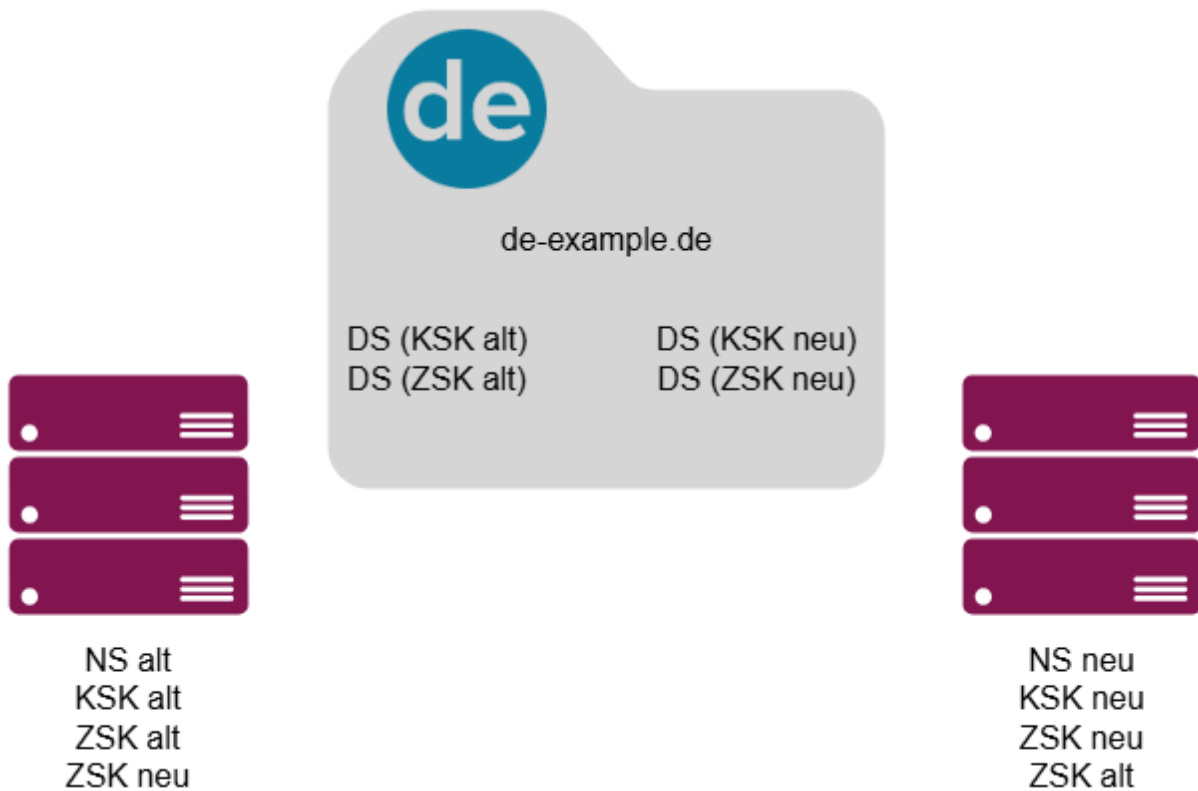 de
de-example.de
DS (KSK alt) DS (KSK neu)
DS (ZSK alt) DS (ZSK neu)
NS alt
KSK alt
ZSK alt
ZSK neu
NS neu
KSK neu
ZSK neu
ZSK alt